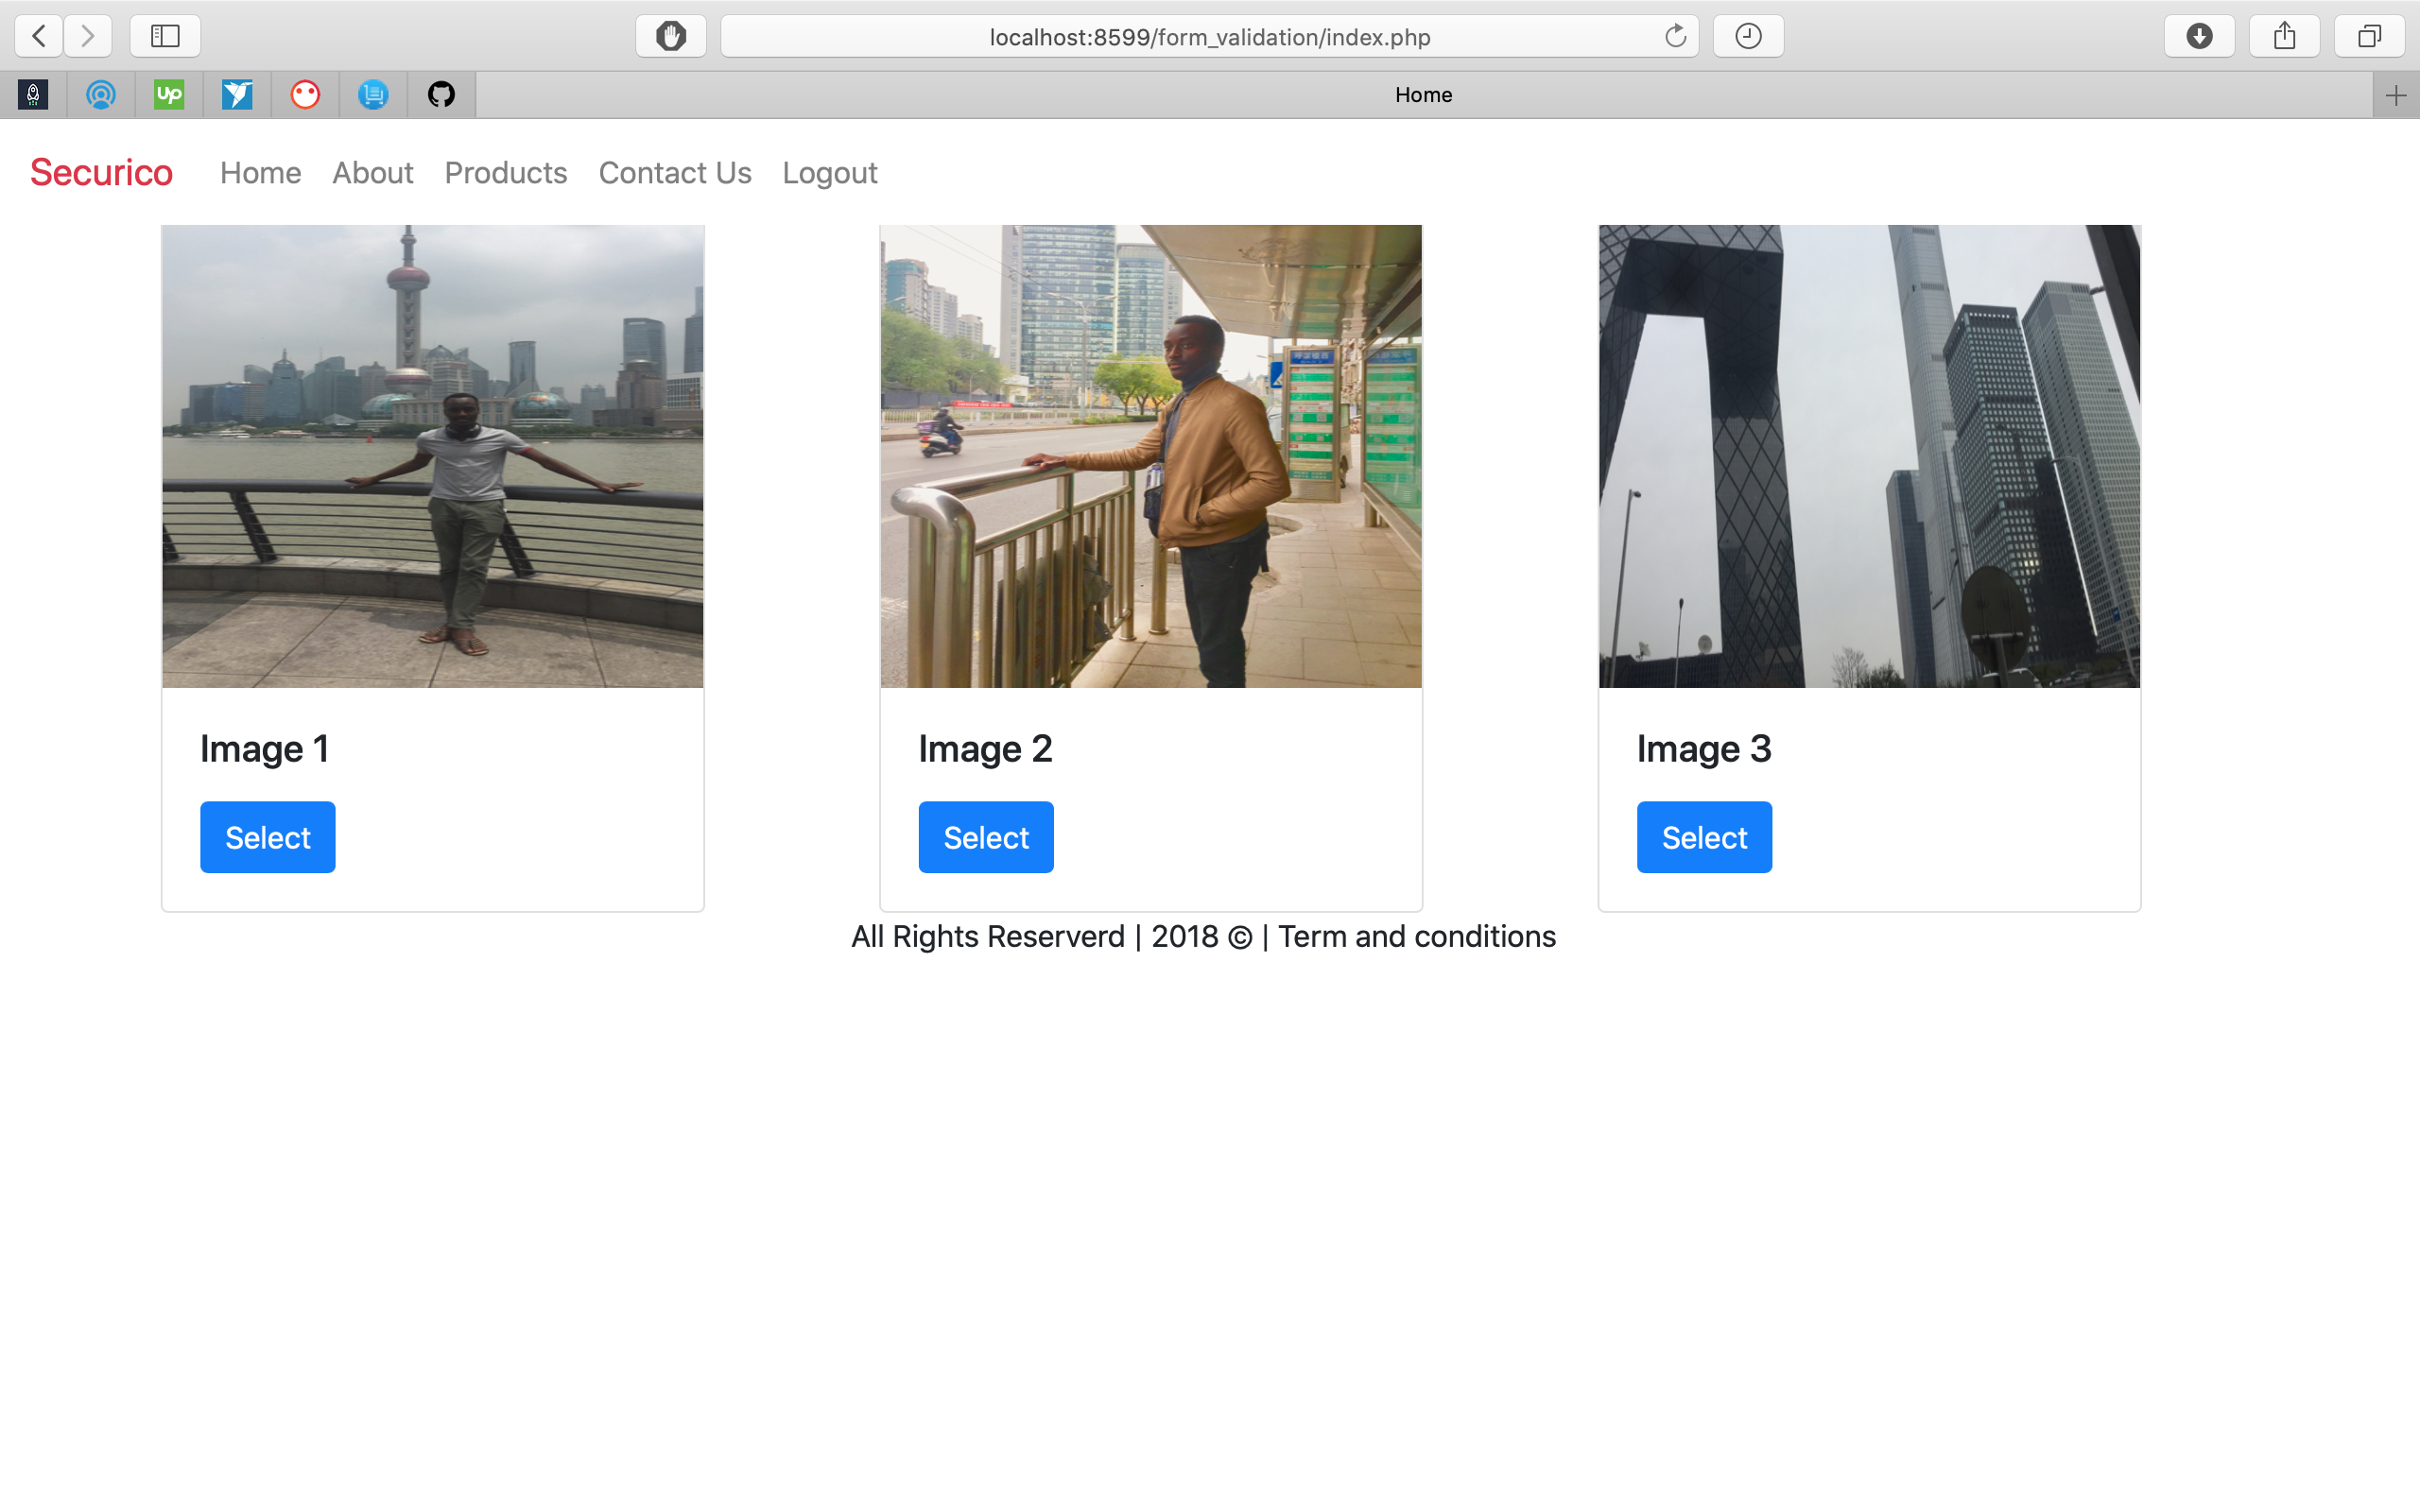 localhost:8599/form_validation/index.php
Up
Home
Securico Home About Products Contact Us Logout
Image 1
Select
Image 2
Select
Image 3
Select
All Rights Reserverd | 2018 © | Term and conditions